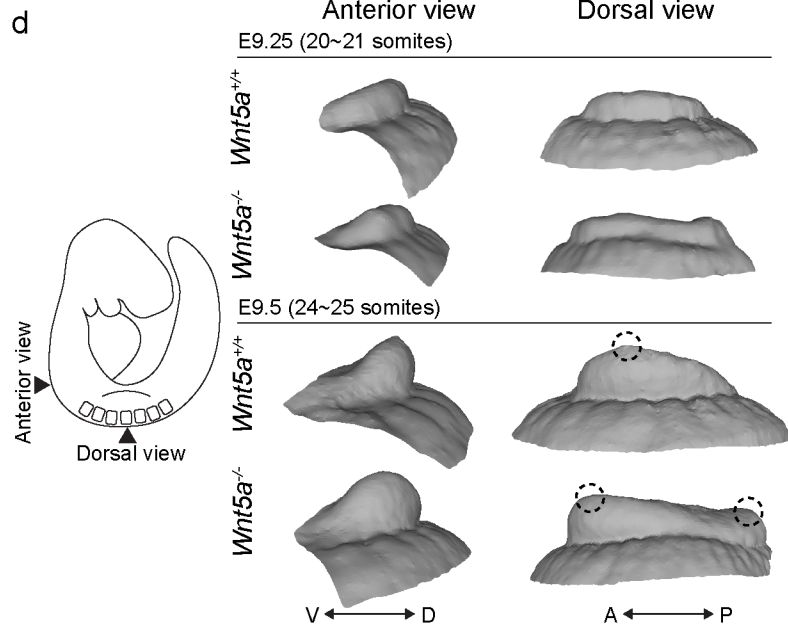 d
Anterior view Dorsal view
E9.25 (20~21 somites)
Wnt5a+/+
Wnt5a-/-
E9.5 (24~25 somites)
Wnt5a+/+
Wnt5a-/-
Anterior view
Dorsal view
V D A P